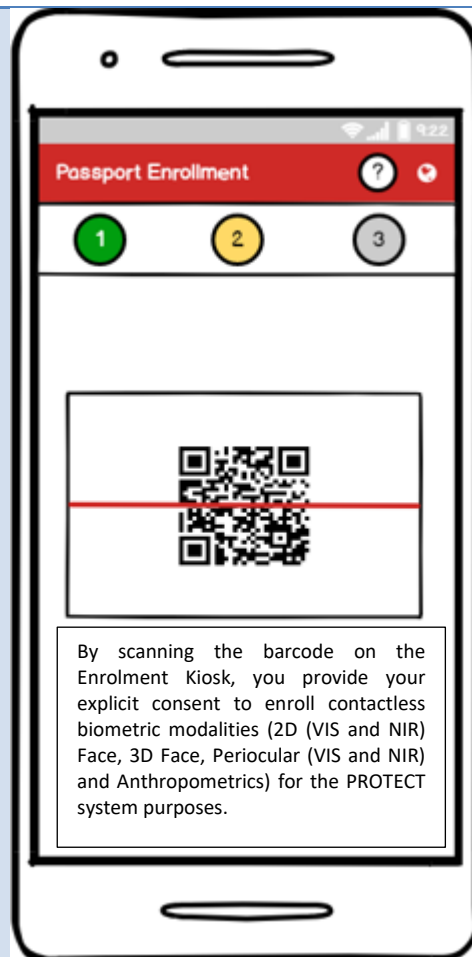 9:22
Passport Enrollment ?
1 2 3
By scanning the barcode on the
Enrolment Kiosk, you provide your
explicit consent to enroll contactless
biometric modalities (2D (VIS and NIR)
Face, 3D Face, Periocular (VIS and NIR)
and Anthropometrics) for the PROTECT
system purposes.